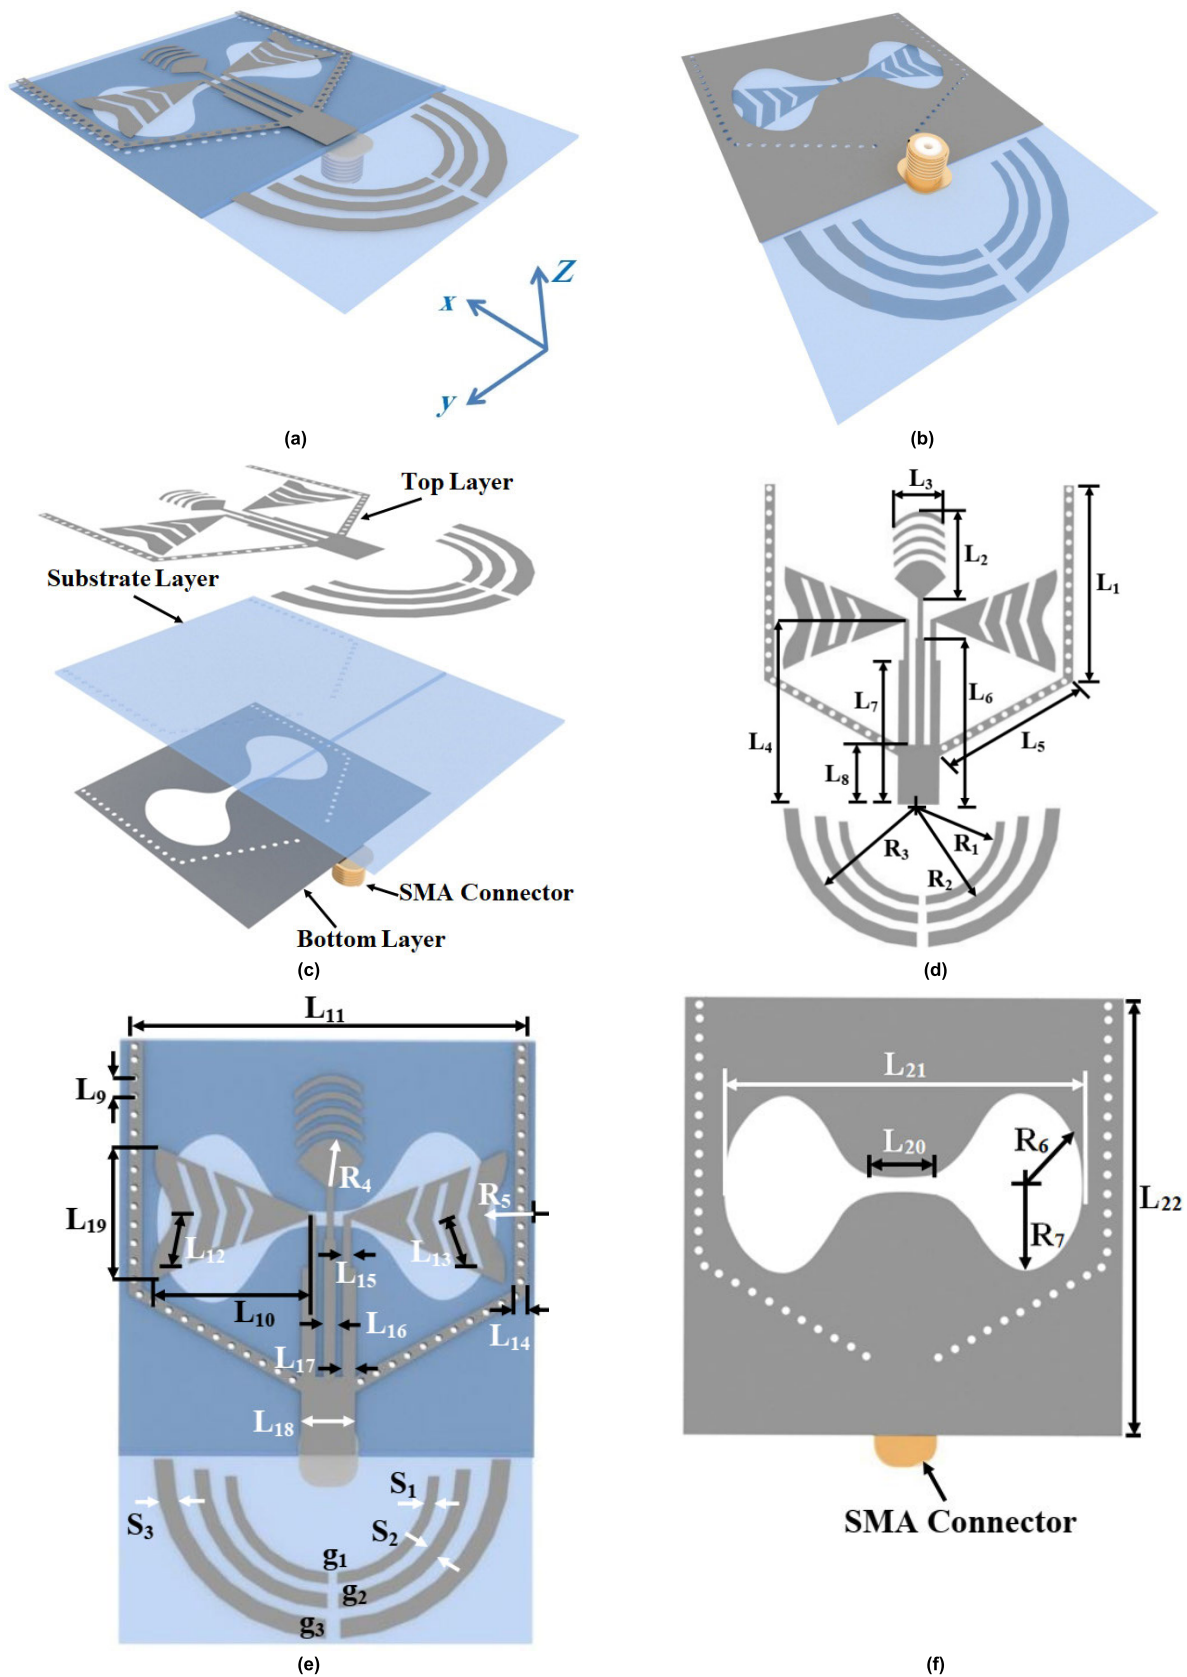 Z
x
y
(a)
(b)
Top Layer
Substrate Layer
SMA Connector
Bottom Layer
(c)
L3
L2
L1
L7
L6
L4
L5
L8
R1
R3
R2
(d)
L11
L9
R4
R5
L19
L12
L13
L15
L10
L16
L14
L17
L18
S1
S3
S2
g1
g2
g3
(e)
L21
L20
R6
L22
R7
SMA Connector
(f)